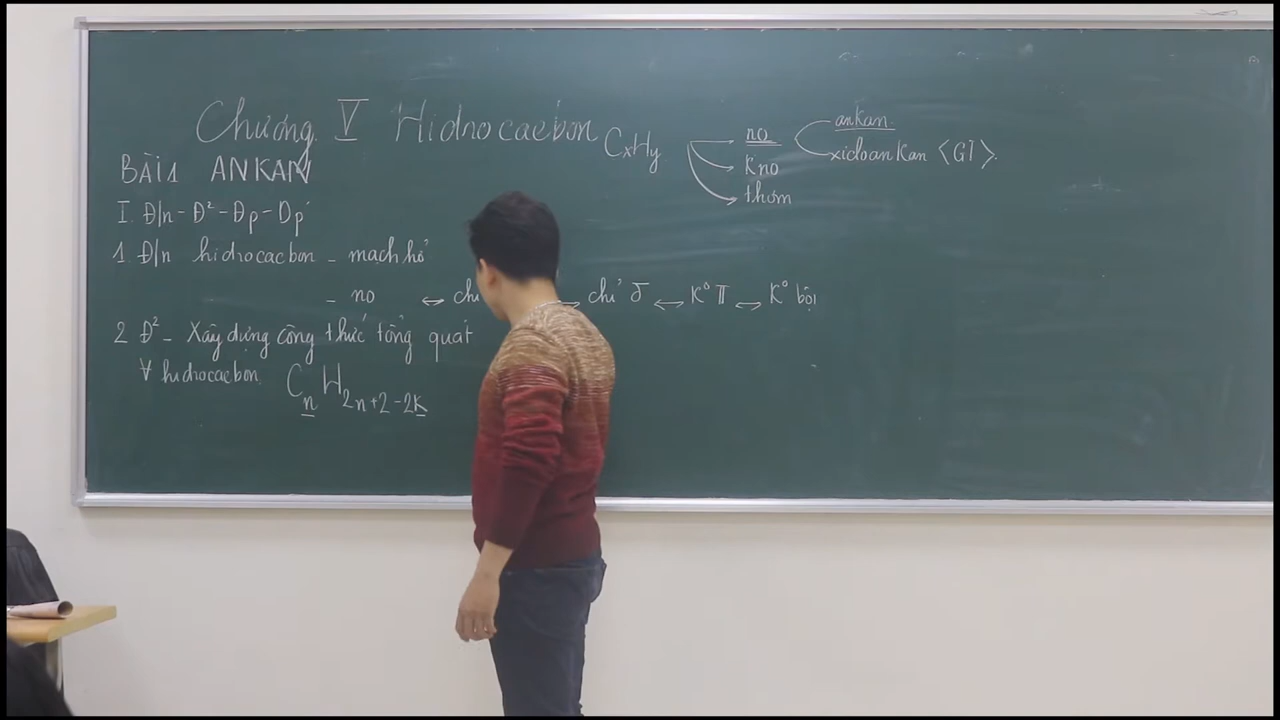 Chương V Hidrocacbon CxHy
no
kno
thơm
ankan
xicloankan <GT>
BÀI 1 ANKAN
I. Đ/n - Đ² - Đp - Dp'
1. Đ/n hidrocacbon - mạch hở
- no ⇔ ch ⇔ chỉ σ ⇔ K° π ⇔ K° bội
2 Đ² - Xây dựng công thức tổng quát
∀ hidrocacbon. CnH2n+2-2k